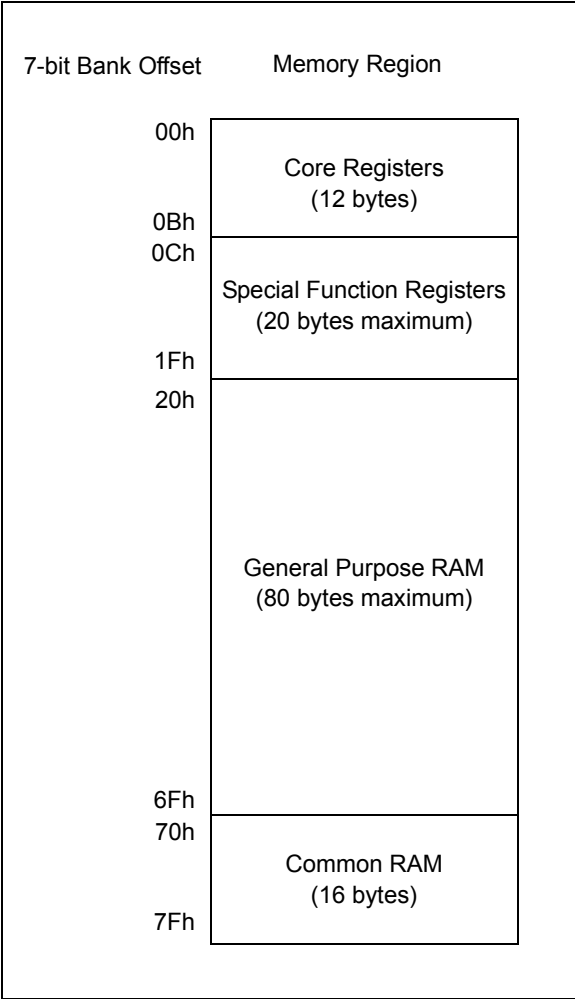 7-bit Bank Offset Memory Region
00h
Core Registers
(12 bytes)
0Bh
0Ch
Special Function Registers
(20 bytes maximum)
1Fh
20h
General Purpose RAM
(80 bytes maximum)
6Fh
70h
Common RAM
(16 bytes)
7Fh